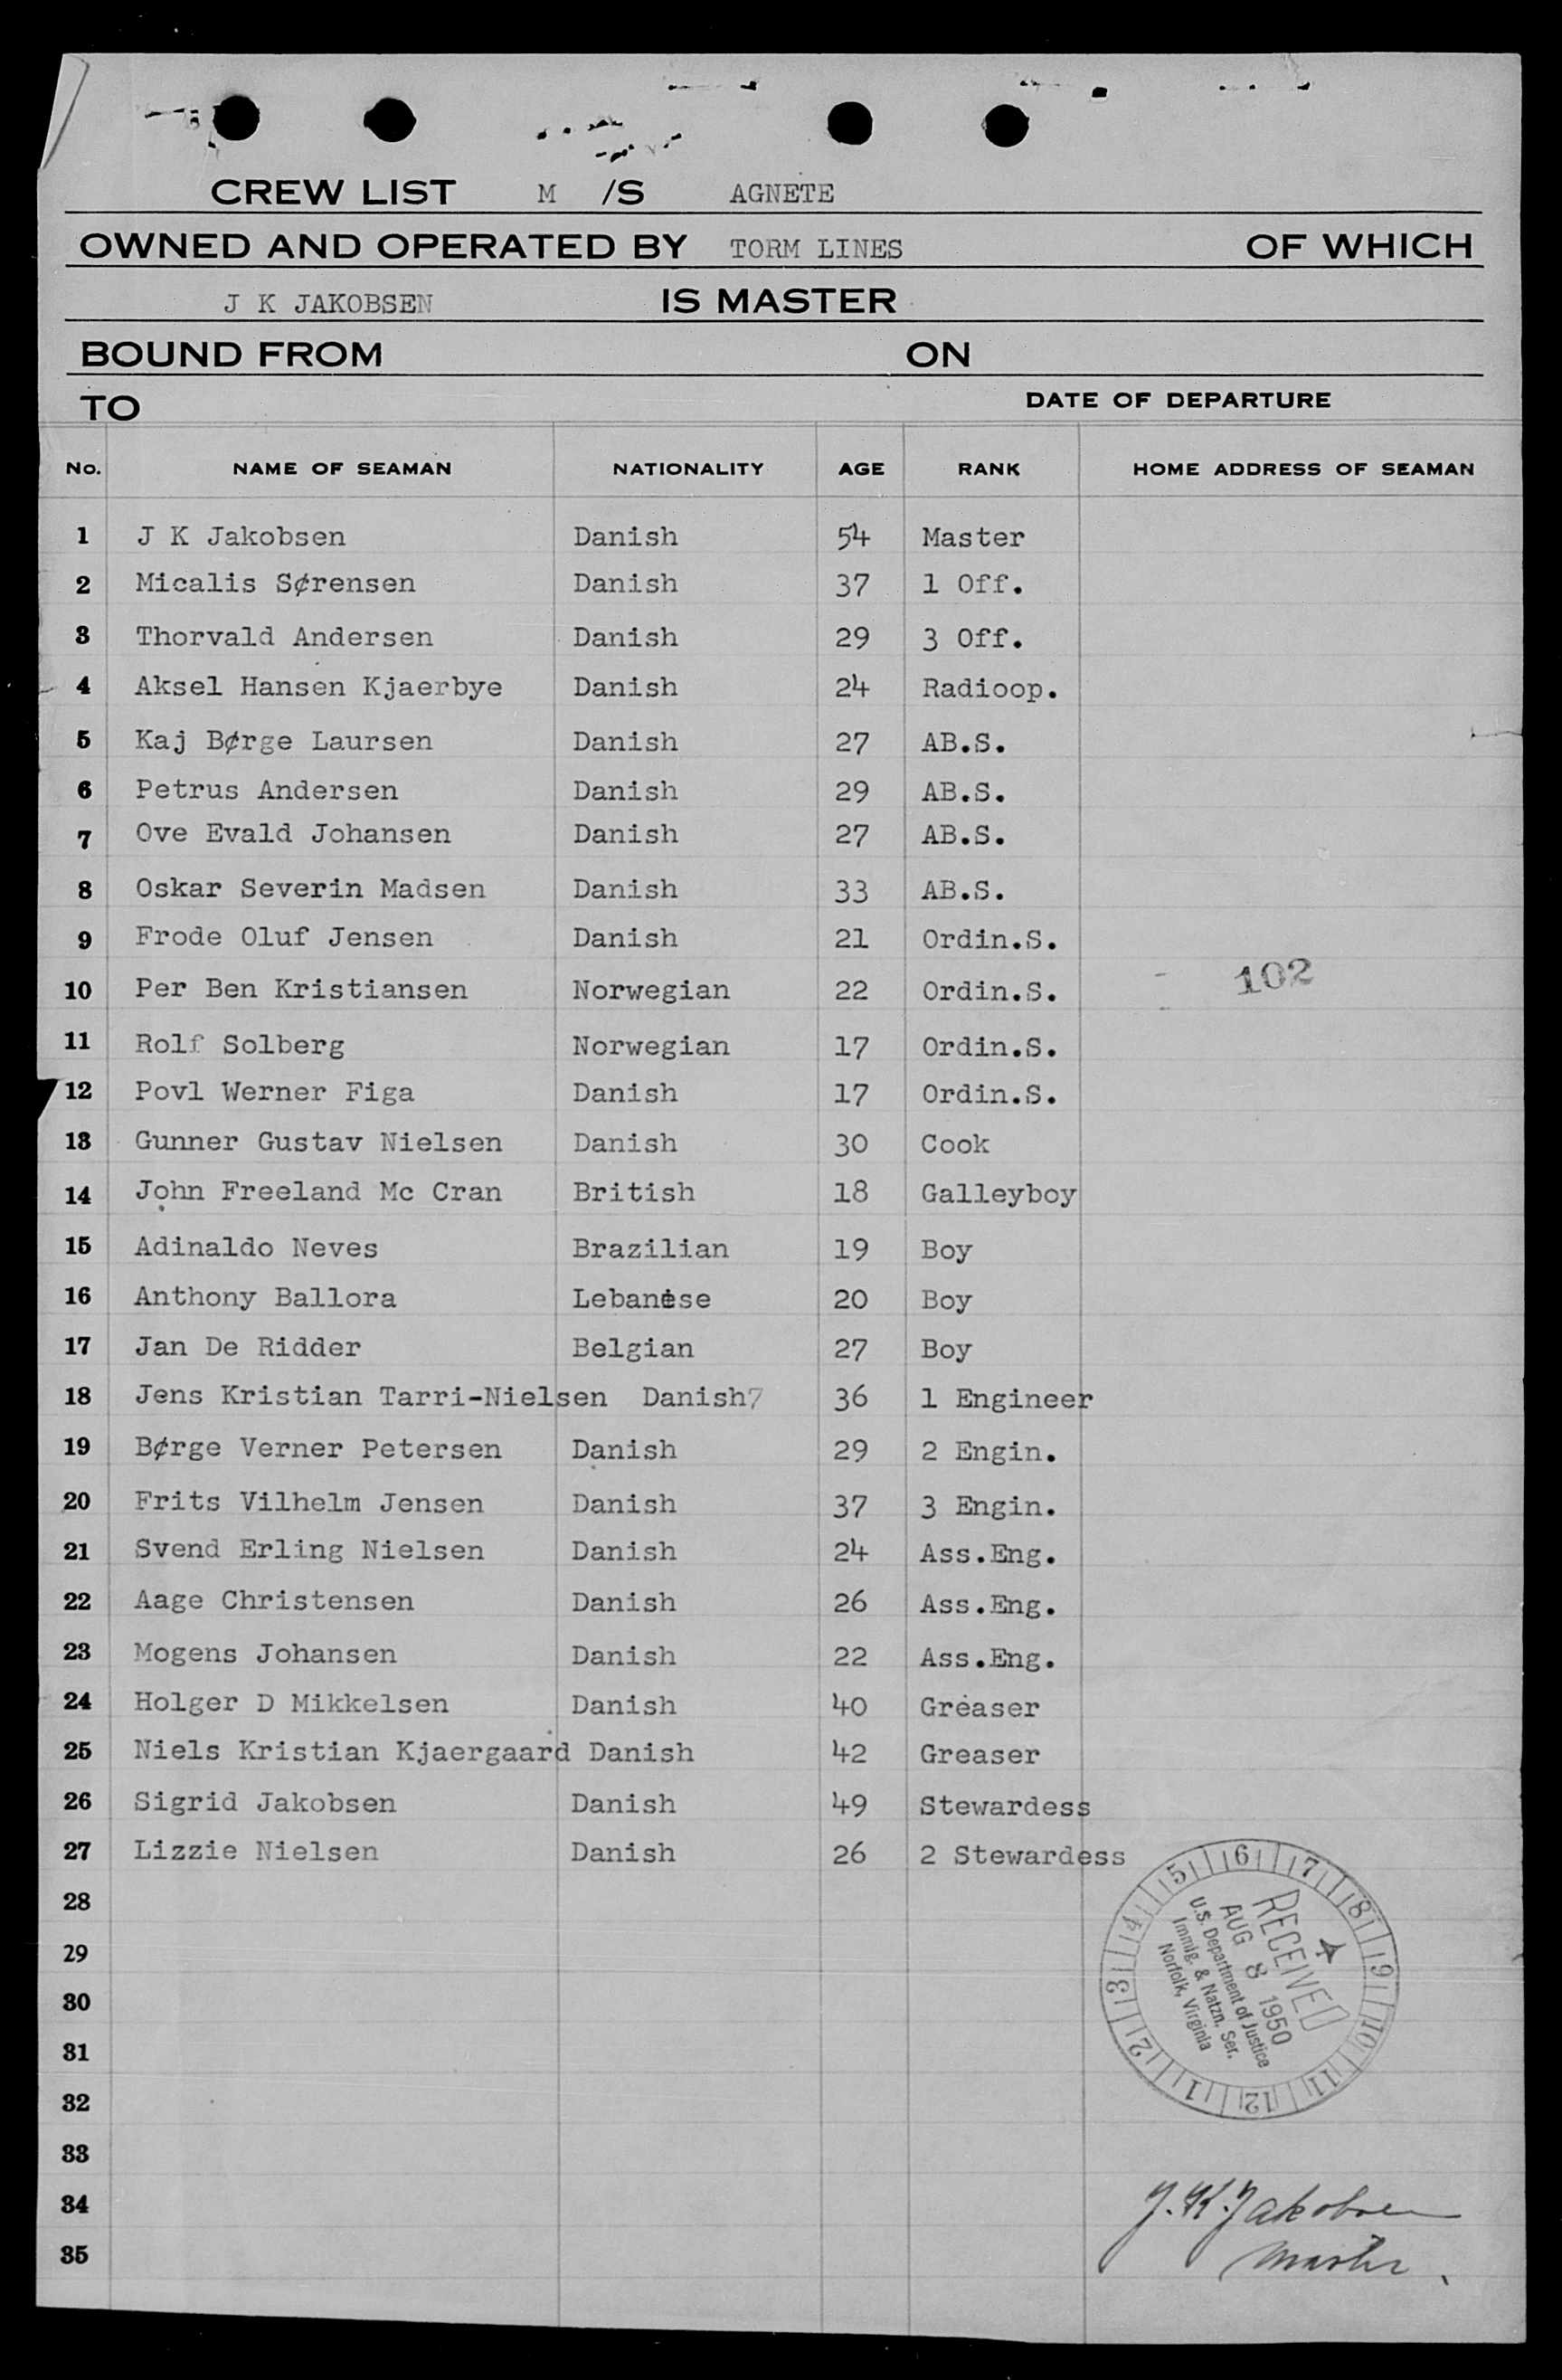 CREW LIST M /S AGNETE
OWNED AND OPERATED BY TORM LINES OF WHICH
J K JAKOBSEN IS MASTER
BOUND FROM ON
TO DATE OF DEPARTURE
No. NAME OF SEAMAN NATIONALITY AGE RANK HOME ADDRESS OF SEAMAN
1 J K Jakobsen Danish 54 Master
2 Micalis Sørensen Danish 37 1 Off.
3 Thorvald Andersen Danish 29 3 Off.
4 Aksel Hansen Kjaerbye Danish 24 Radioop.
5 Kaj Børge Laursen Danish 27 AB.S.
6 Petrus Andersen Danish 29 AB.S.
7 Ove Evald Johansen Danish 27 AB.S.
8 Oskar Severin Madsen Danish 33 AB.S.
9 Frode Oluf Jensen Danish 21 Ordin.S.
10 Per Ben Kristiansen Norwegian 22 Ordin.S. 102
11 Rolf Solberg Norwegian 17 Ordin.S.
12 Povl Werner Figa Danish 17 Ordin.S.
13 Gunner Gustav Nielsen Danish 30 Cook
14 John Freeland Mc Cran British 18 Galleyboy
15 Adinaldo Neves Brazilian 19 Boy
16 Anthony Ballora Lebanese 20 Boy
17 Jan De Ridder Belgian 27 Boy
18 Jens Kristian Tarri-Nielsen Danish7 36 1 Engineer
19 Børge Verner Petersen Danish 29 2 Engin.
20 Frits Vilhelm Jensen Danish 37 3 Engin.
21 Svend Erling Nielsen Danish 24 Ass.Eng.
22 Aage Christensen Danish 26 Ass.Eng.
23 Mogens Johansen Danish 22 Ass.Eng.
24 Holger D Mikkelsen Danish 40 Greaser
25 Niels Kristian Kjaergaard Danish 42 Greaser
26 Sigrid Jakobsen Danish 49 Stewardess
27 Lizzie Nielsen Danish 26 2 Stewardess
28
29
30
31
32
33
34
35
1 2 3 4 5 6 7 8 9 10 11 12
RECEIVED
AUG 8 1950
U.S. Department of Justice
Immig. & Natzn. Ser.
Norfolk, Virginia
J. K. Jakobsen
Master.